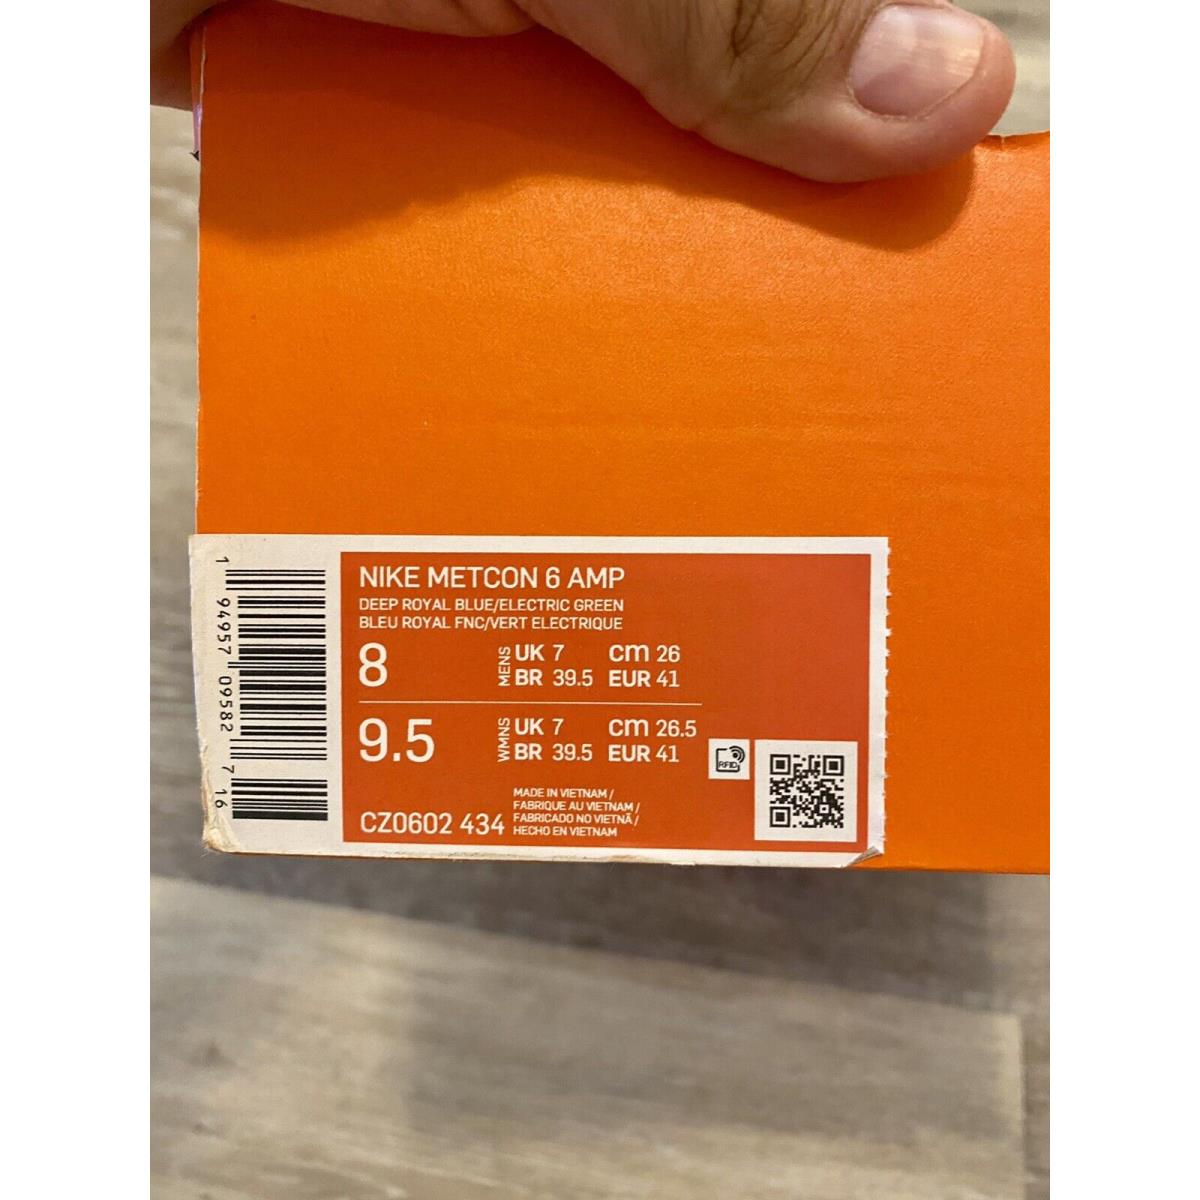 NIKE METCON 6 AMP
DEEP ROYAL BLUE/ELECTRIC GREEN
BLEU ROYAL FNC/VERT ELECTRIQUE
8 MENS UK 7 cm 26
BR 39.5 EUR 41
9.5 WMNS UK 7 cm 26.5
BR 39.5 EUR 41
RFID
MADE IN VIETNAM /
FABRIQUE AU VIETNAM /
FABRICADO NO VIETNÃ /
HECHO EN VIETNAM
CZ0602 434
1 94957 09582 7 16